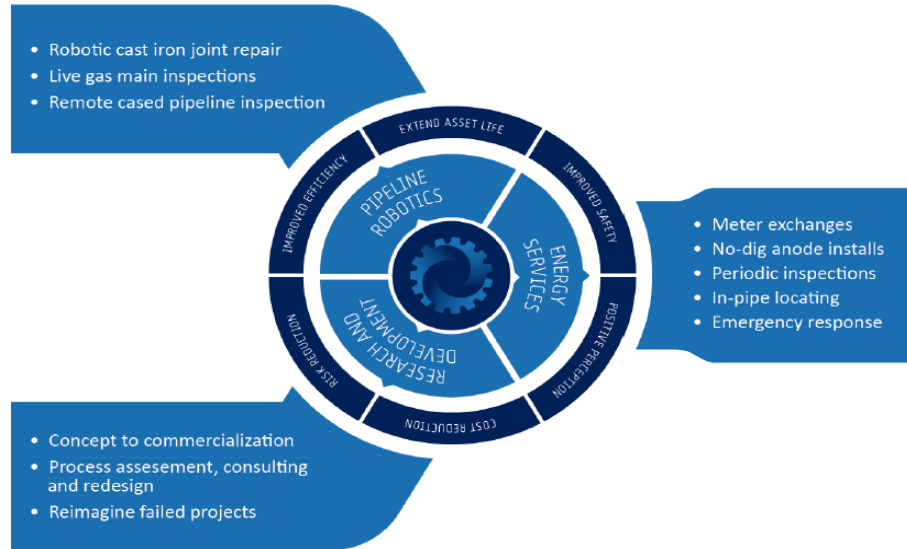 • Robotic cast iron joint repair
• Live gas main inspections
• Remote cased pipeline inspection
EXTEND ASSET LIFE
IMPROVED EFFICIENCY
IMPROVED SAFETY
PIPELINE
ROBOTICS
ENERGY
SERVICES
• Meter exchanges
• No-dig anode installs
• Periodic inspections
• In-pipe locating
• Emergency response
RESEARCH AND
DEVELOPMENT
RISK REDUCTION
POSITIVE PERCEPTION
COST REDUCTION
• Concept to commercialization
• Process assesement, consulting
and redesign
• Reimagine failed projects